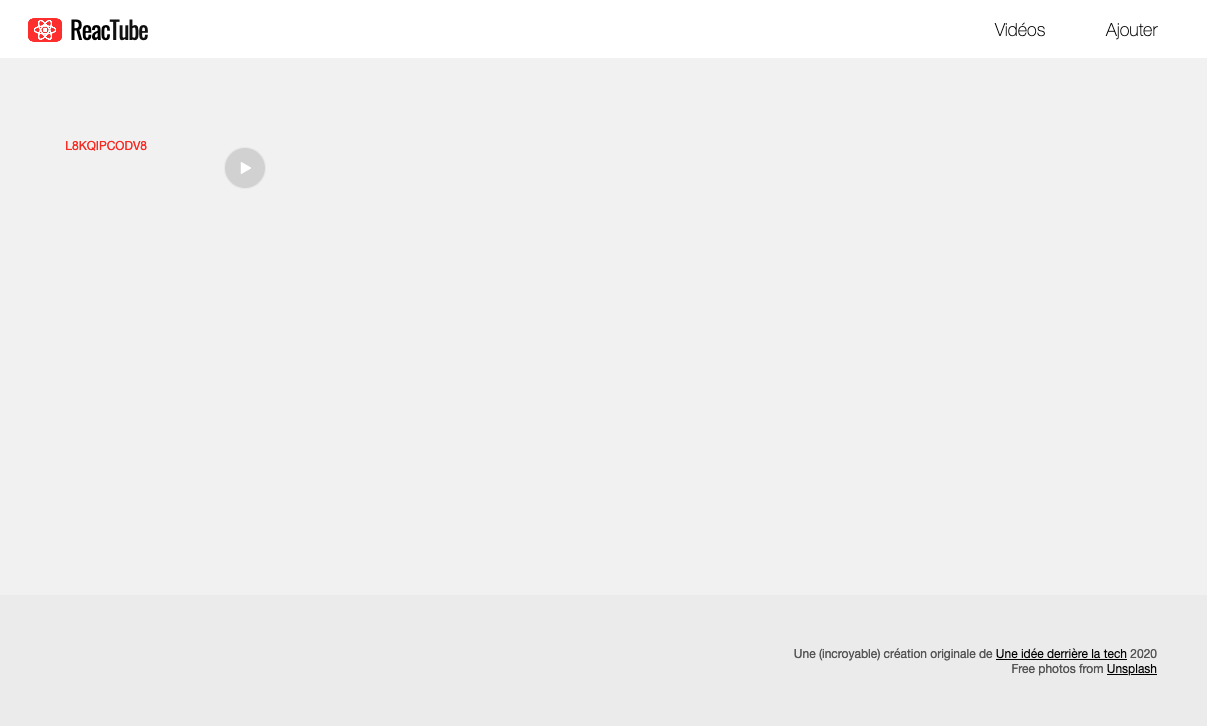 ReacTube
Vidéos
Ajouter
L8KQIPCODV8
Une (incroyable) création originale de Une idée derrière la tech 2020
Free photos from Unsplash